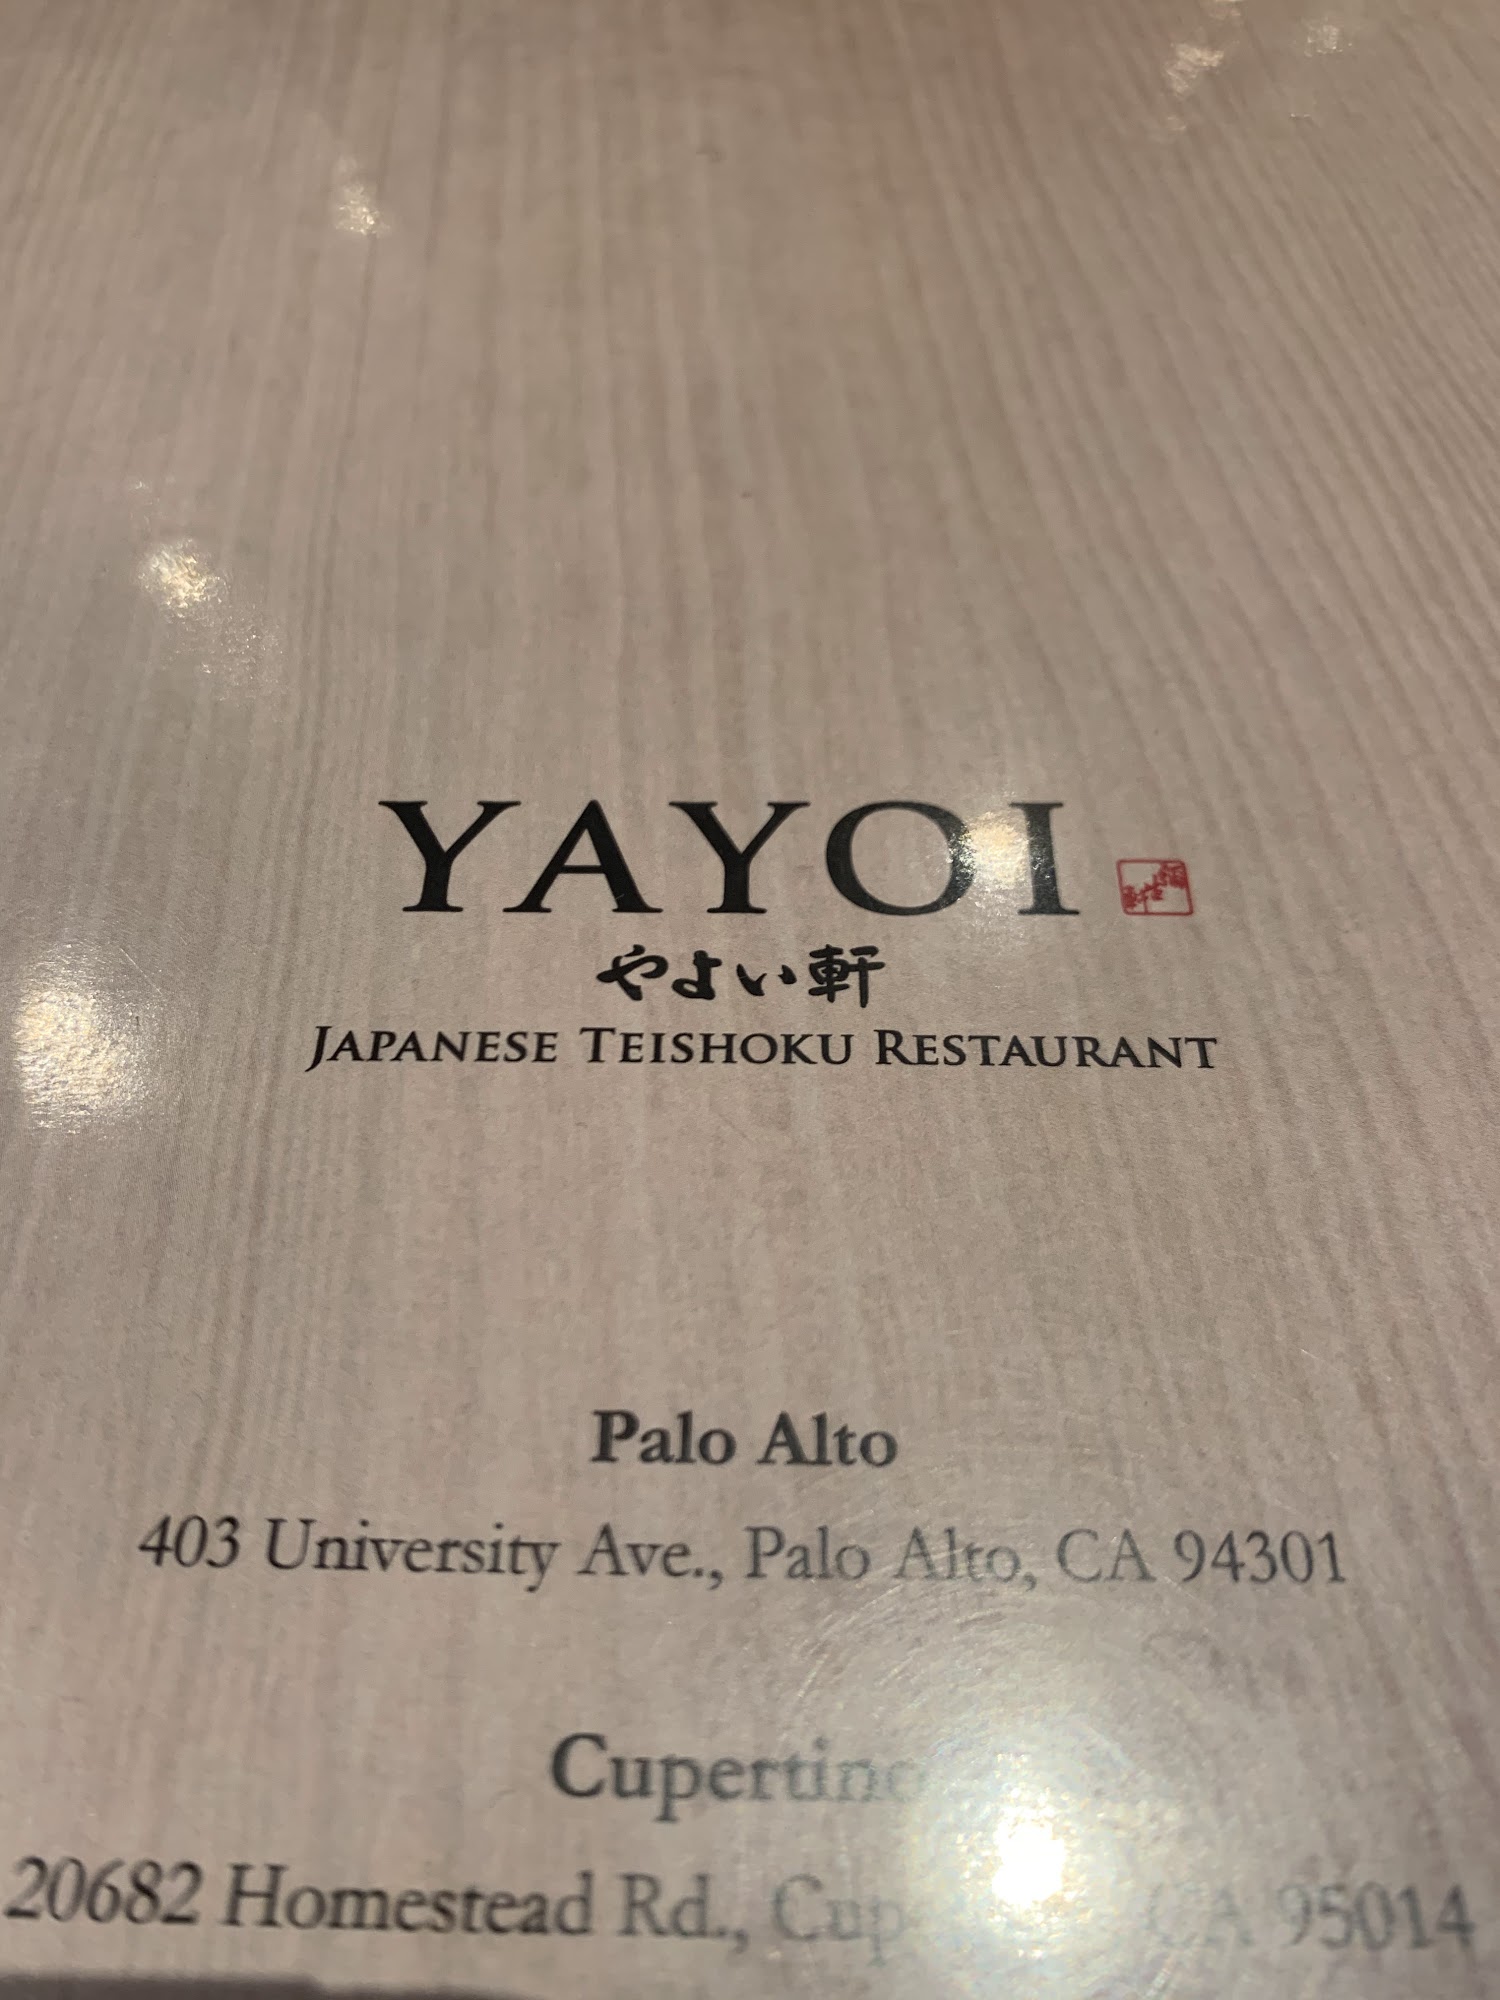 YAYOI
やよい軒
JAPANESE TEISHOKU RESTAURANT
Palo Alto
403 University Ave., Palo Alto, CA 94301
Cupertino
20682 Homestead Rd., CA 95014